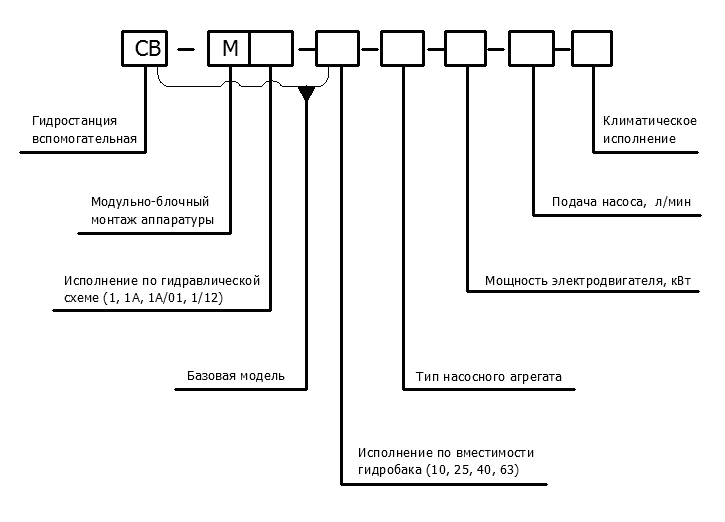 СВ – М – – – – –
Гидростанция
вспомогательная
Климатическое
исполнение
Модульно-блочный
монтаж аппаратуры
Подача насоса, л/мин
Исполнение по гидравлической
схеме (1, 1А, 1А/01, 1/12)
Мощность электродвигателя, кВт
Базовая модель
Тип насосного агрегата
Исполнение по вместимости
гидробака (10, 25, 40, 63)